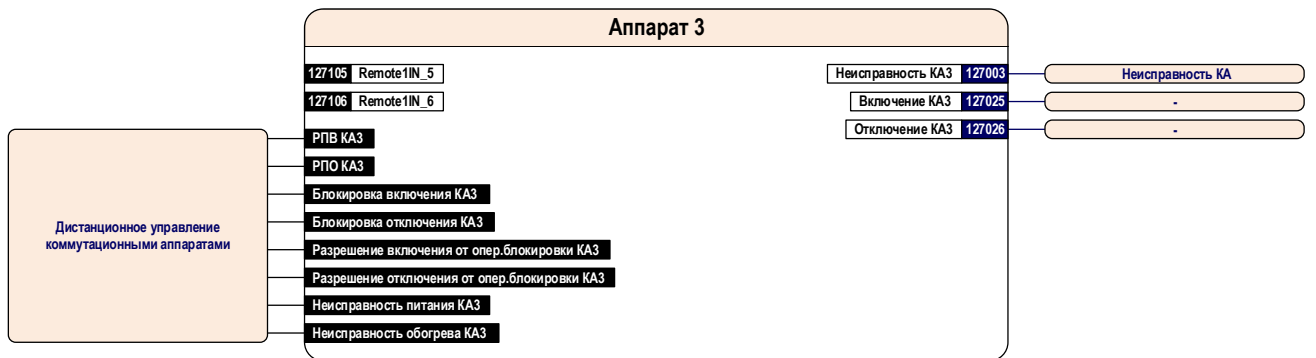 Аппарат 3
127105 Remote1IN_5
Неисправность КА3 127003
Неисправность КА
127106 Remote1IN_6
Включение КА3 127025
-
Отключение КА3 127026
-
РПВ КА3
РПО КА3
Блокировка включения КА3
Блокировка отключения КА3
Разрешение включения от опер.блокировки КА3
Разрешение отключения от опер.блокировки КА3
Неисправность питания КА3
Неисправность обогрева КА3
Дистанционное управление
коммутационными аппаратами